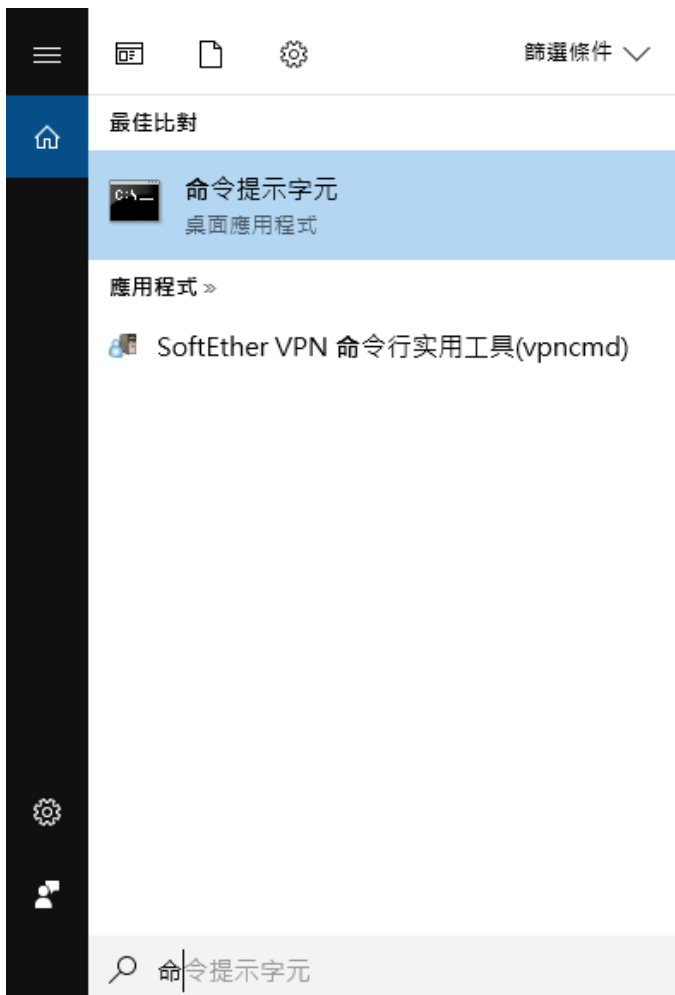 篩選條件
最佳比對
C:\_
命令提示字元
桌面應用程式
應用程式 »
SoftEther VPN 命令行实用工具(vpncmd)
命令提示字元